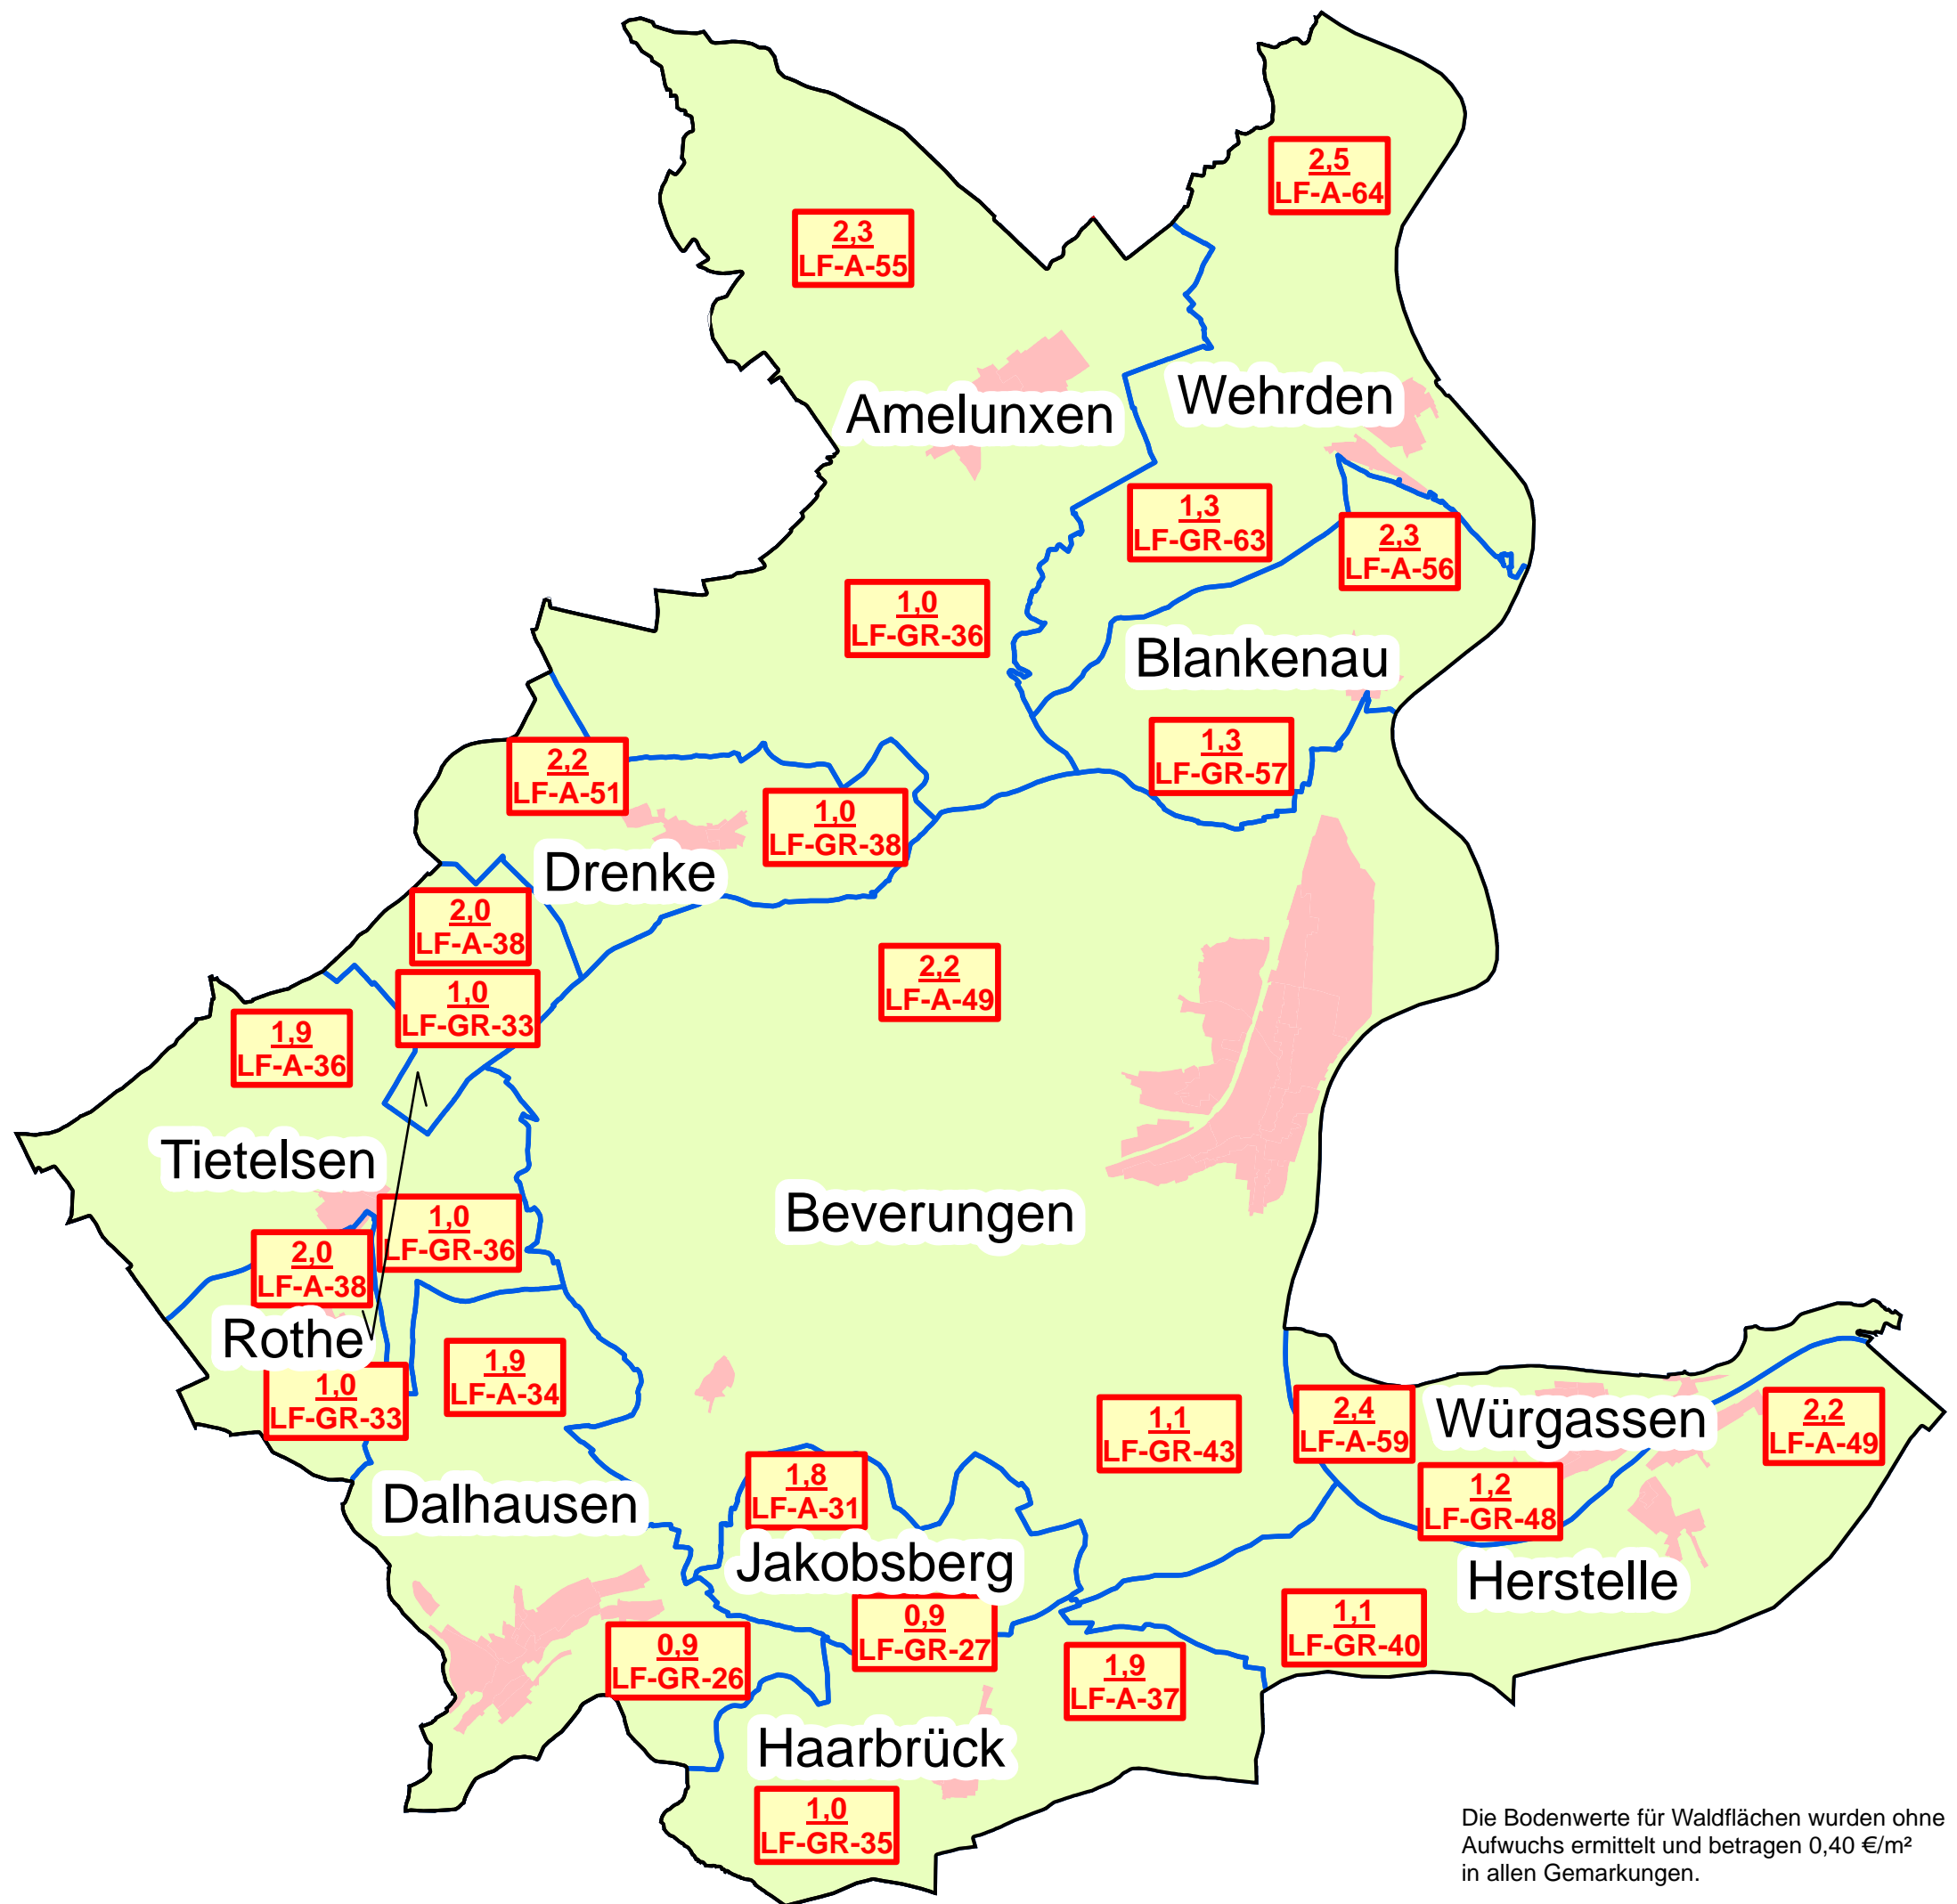 2,5
LF-A-64
2,3
LF-A-55
Wehrden
Amelunxen
1,3
LF-GR-63
2,3
LF-A-56
1,0
LF-GR-36
Blankenau
1,3
LF-GR-57
2,2
LF-A-51
1,0
LF-GR-38
Drenke
2,0
LF-A-38
2,2
LF-A-49
1,0
LF-GR-33
1,9
LF-A-36
Tietelsen
Beverungen
1,0
LF-GR-36
2,0
LF-A-38
Rothe
1,9
LF-A-34
1,0
LF-GR-33
1,1
LF-GR-43
2,4
LF-A-59
Würgassen
2,2
LF-A-49
1,8
LF-A-31
Dalhausen
1,2
LF-GR-48
Jakobsberg
Herstelle
0,9
LF-GR-27
1,1
LF-GR-40
0,9
LF-GR-26
1,9
LF-A-37
Haarbrück
1,0
LF-GR-35
Die Bodenwerte für Waldflächen wurden ohne
Aufwuchs ermittelt und betragen 0,40 €/m²
in allen Gemarkungen.